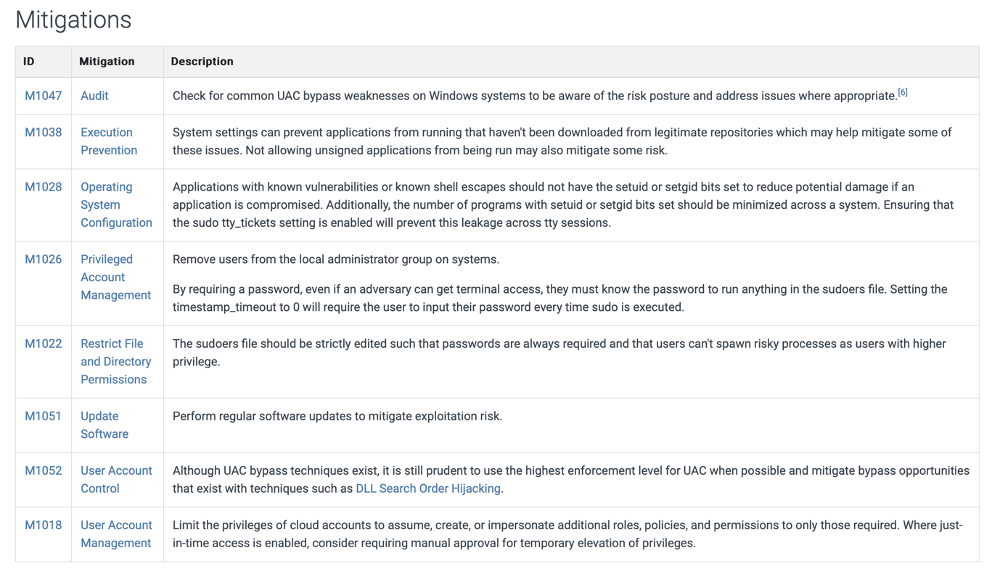 Mitigations
ID Mitigation Description
M1047 Audit Check for common UAC bypass weaknesses on Windows systems to be aware of the risk posture and address issues where appropriate.[6]
M1038 Execution System settings can prevent applications from running that haven't been downloaded from legitimate repositories which may help mitigate some of
Prevention these issues. Not allowing unsigned applications from being run may also mitigate some risk.
M1028 Operating Applications with known vulnerabilities or known shell escapes should not have the setuid or setgid bits set to reduce potential damage if an
System application is compromised. Additionally, the number of programs with setuid or setgid bits set should be minimized across a system. Ensuring that
Configuration the sudo tty_tickets setting is enabled will prevent this leakage across tty sessions.
M1026 Privileged Remove users from the local administrator group on systems.
Account
Management
By requiring a password, even if an adversary can get terminal access, they must know the password to run anything in the sudoers file. Setting the
timestamp_timeout to 0 will require the user to input their password every time sudo is executed.
M1022 Restrict File The sudoers file should be strictly edited such that passwords are always required and that users can't spawn risky processes as users with higher
and Directory privilege.
Permissions
M1051 Update Perform regular software updates to mitigate exploitation risk.
Software
M1052 User Account Although UAC bypass techniques exist, it is still prudent to use the highest enforcement level for UAC when possible and mitigate bypass opportunities
Control that exist with techniques such as DLL Search Order Hijacking.
M1018 User Account Limit the privileges of cloud accounts to assume, create, or impersonate additional roles, policies, and permissions to only those required. Where just-
Management in-time access is enabled, consider requiring manual approval for temporary elevation of privileges.